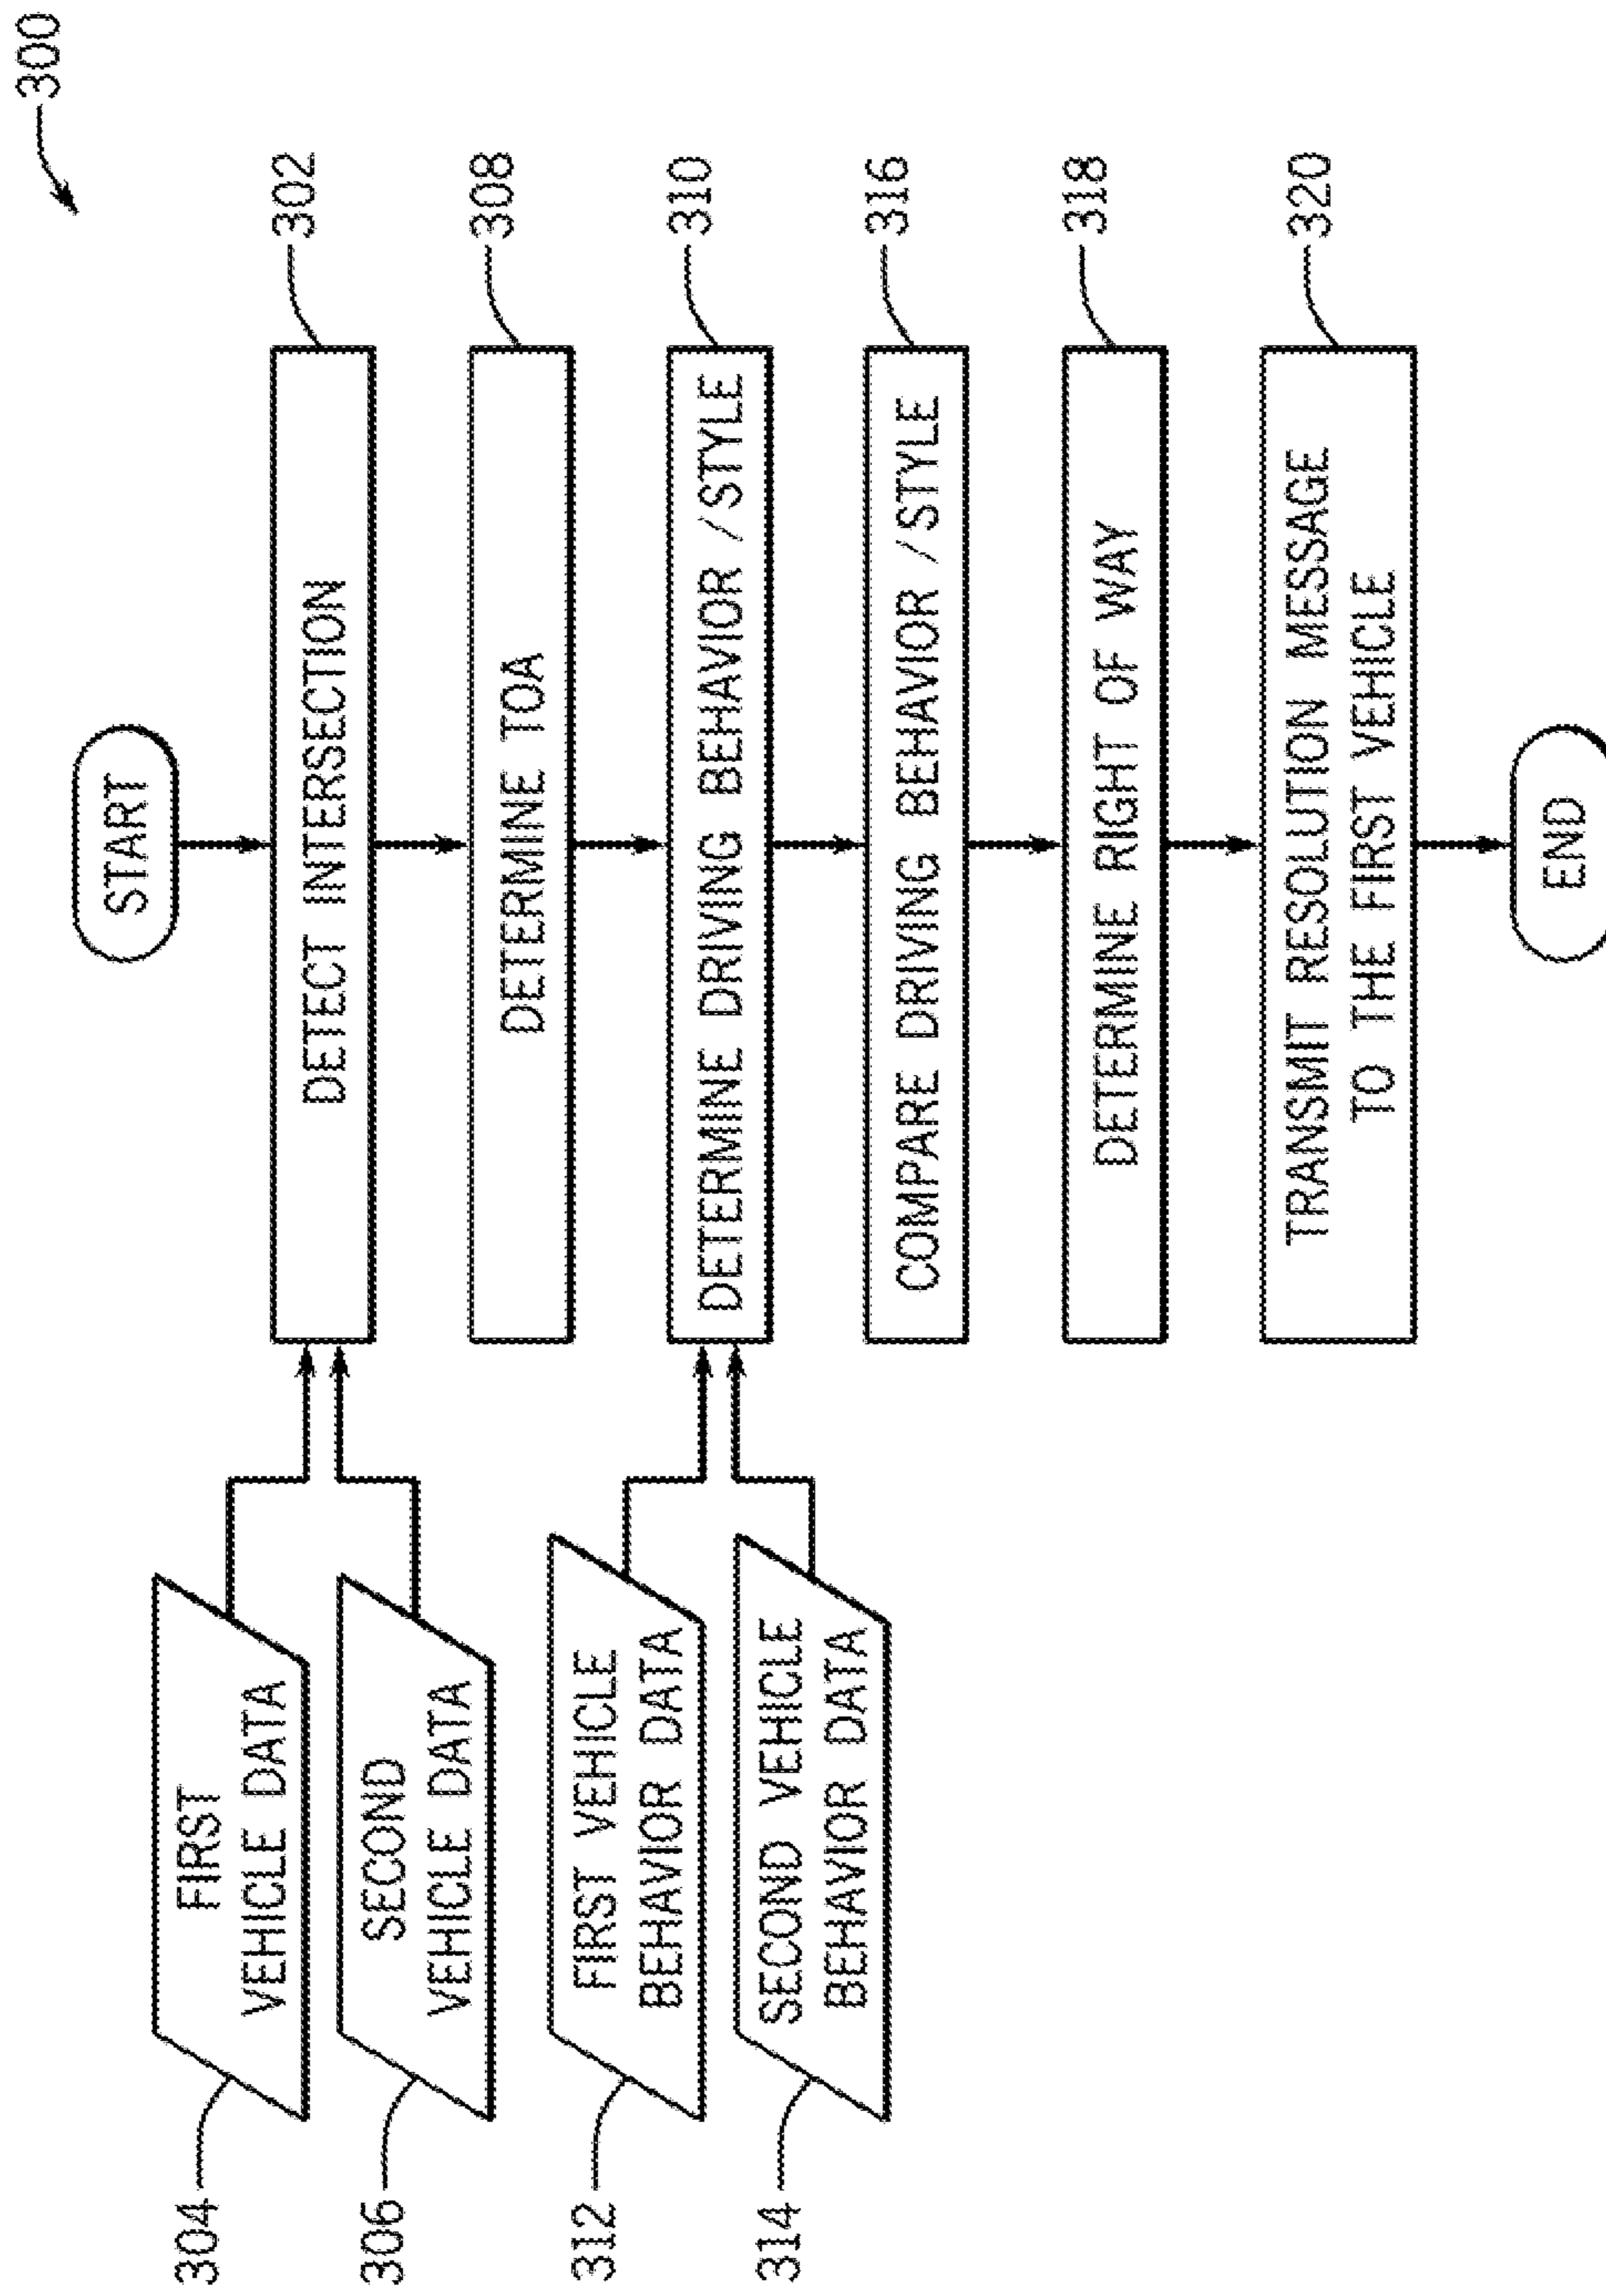 300
START
DETECT INTERSECTION
302
FIRST
VEHICLE DATA
304
SECOND
VEHICLE DATA
306
DETERMINE TOA
308
DETERMINE DRIVING BEHAVIOR /STYLE
310
FIRST VEHICLE
BEHAVIOR DATA
312
SECOND VEHICLE
BEHAVIOR DATA
314
COMPARE DRIVING BEHAVIOR /STYLE
316
DETERMINE RIGHT OF WAY
318
TRANSMIT RESOLUTION MESSAGE
TO THE FIRST VEHICLE
320
END